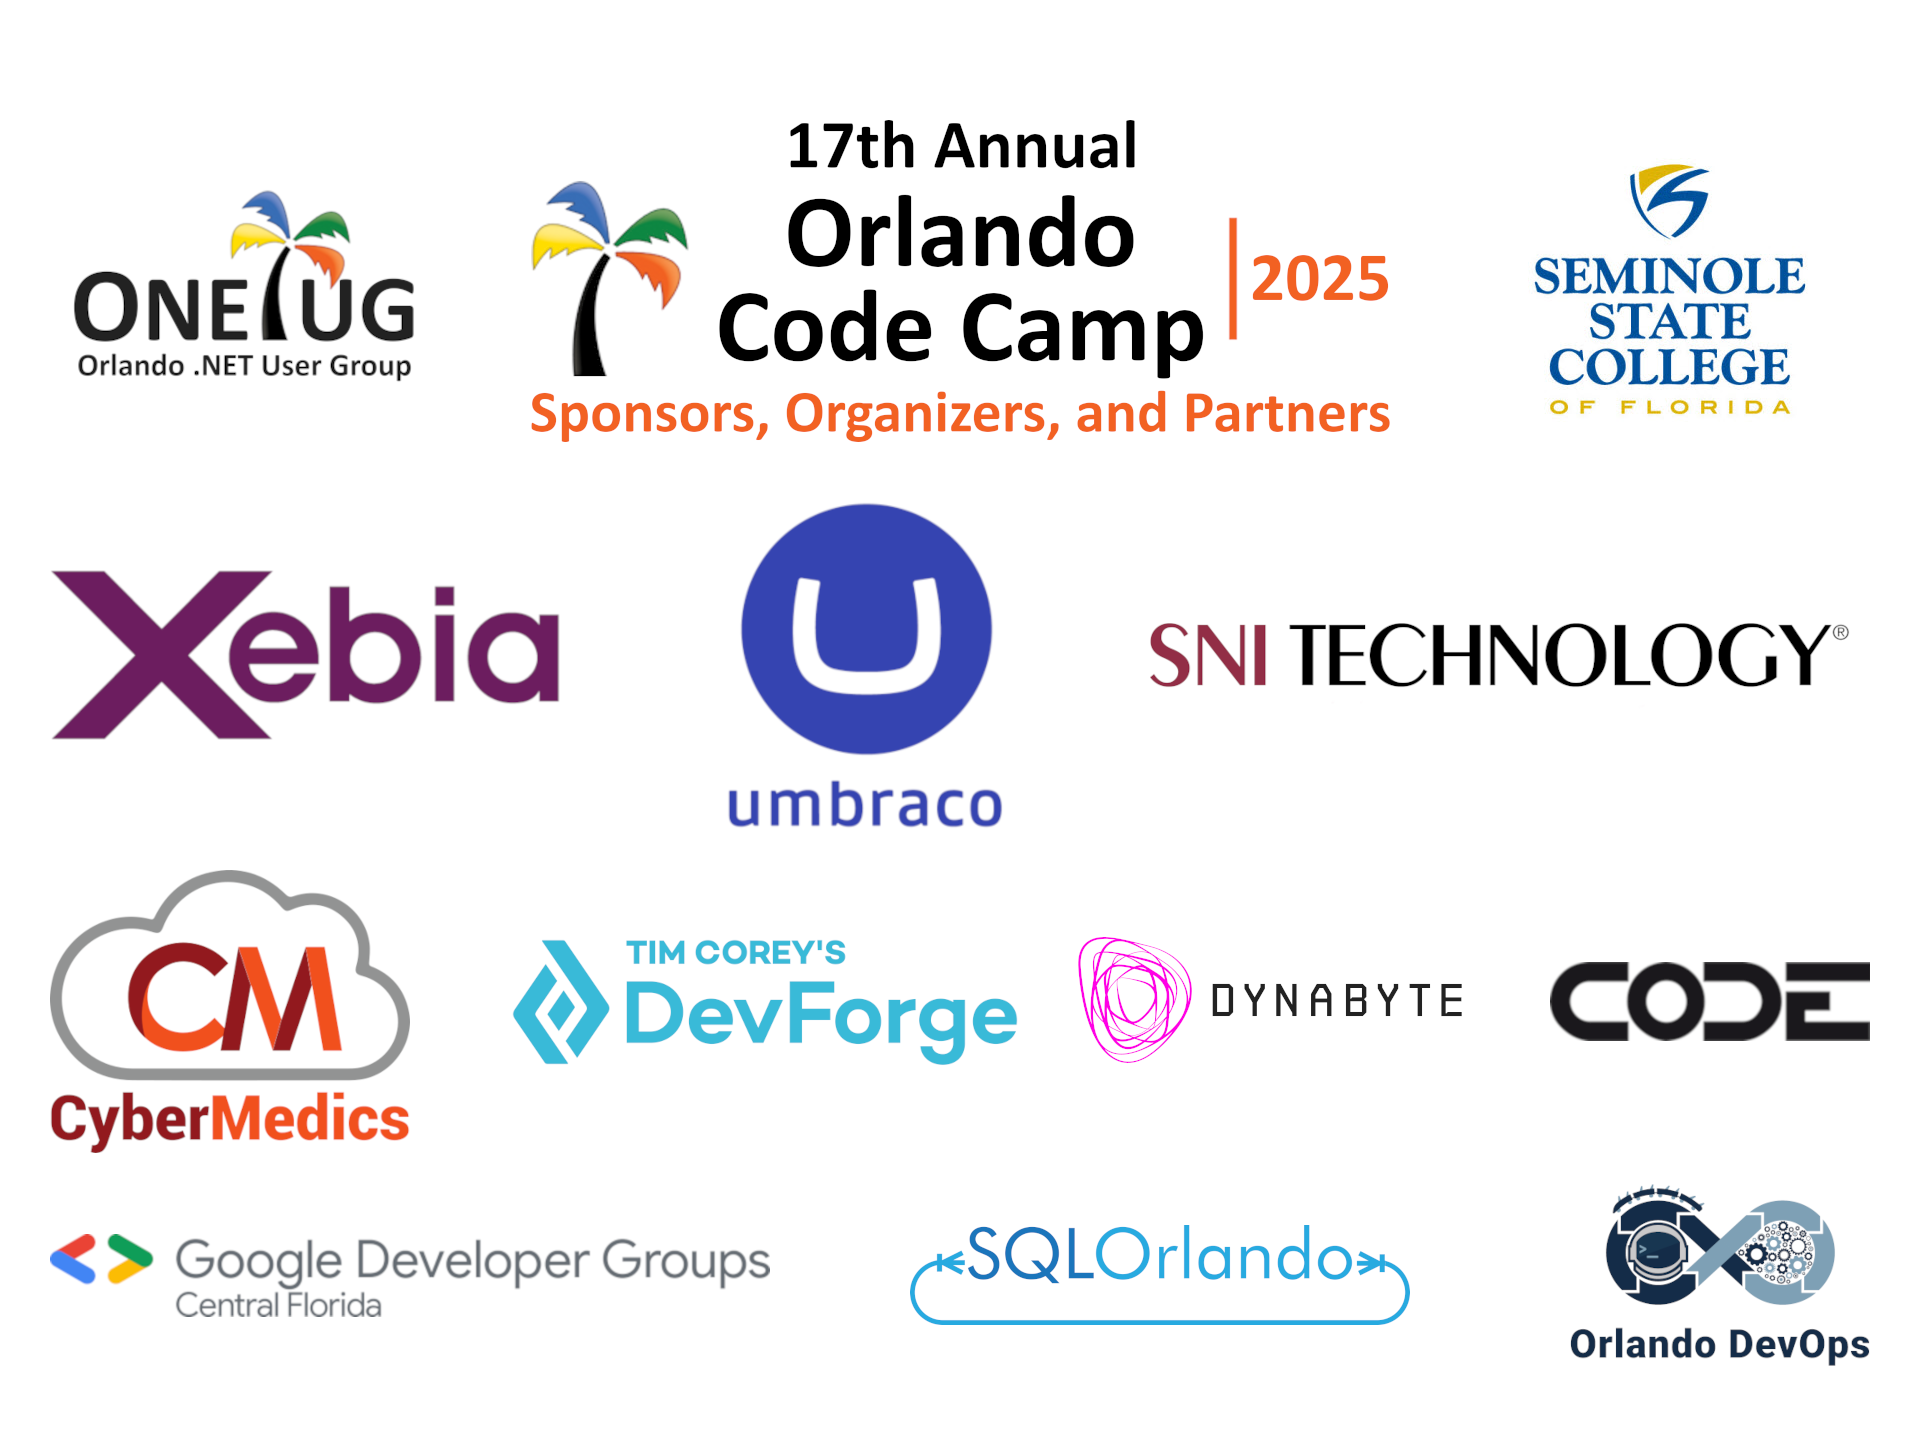 17th Annual
Orlando
Code Camp
2025
Sponsors, Organizers, and Partners
ONETUG
Orlando .NET User Group
SEMINOLE
STATE
COLLEGE
OF FLORIDA
Xebia
umbraco
SNI TECHNOLOGY®
CM
CyberMedics
TIM COREY'S
DevForge
DYNABYTE
CODE
Google Developer Groups
Central Florida
SQLOrlando
>_
Orlando DevOps